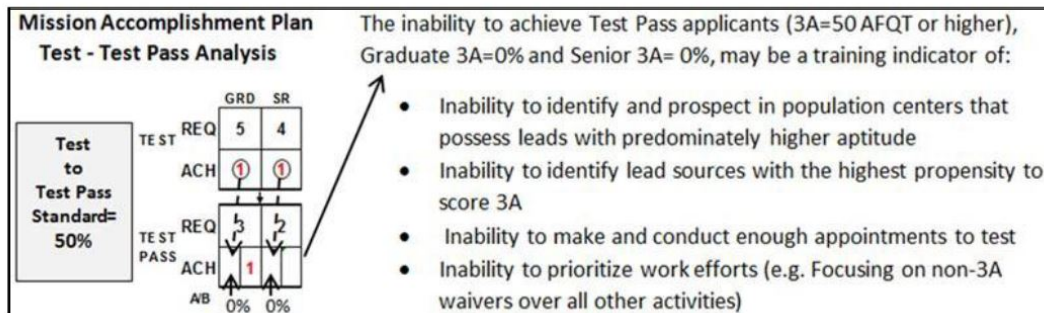 Mission Accomplishment Plan
Test - Test Pass Analysis
GRD SR
TEST REQ 5 4
ACH 1 1
Test
to
Test Pass
Standard=
50%
TEST PASS REQ 3 2
ACH 1
A/B 0% 0%
The inability to achieve Test Pass applicants (3A=50 AFQT or higher),
Graduate 3A=0% and Senior 3A= 0%, may be a training indicator of:
• Inability to identify and prospect in population centers that
possess leads with predominately higher aptitude
• Inability to identify lead sources with the highest propensity to
score 3A
• Inability to make and conduct enough appointments to test
• Inability to prioritize work efforts (e.g. Focusing on non-3A
waivers over all other activities)